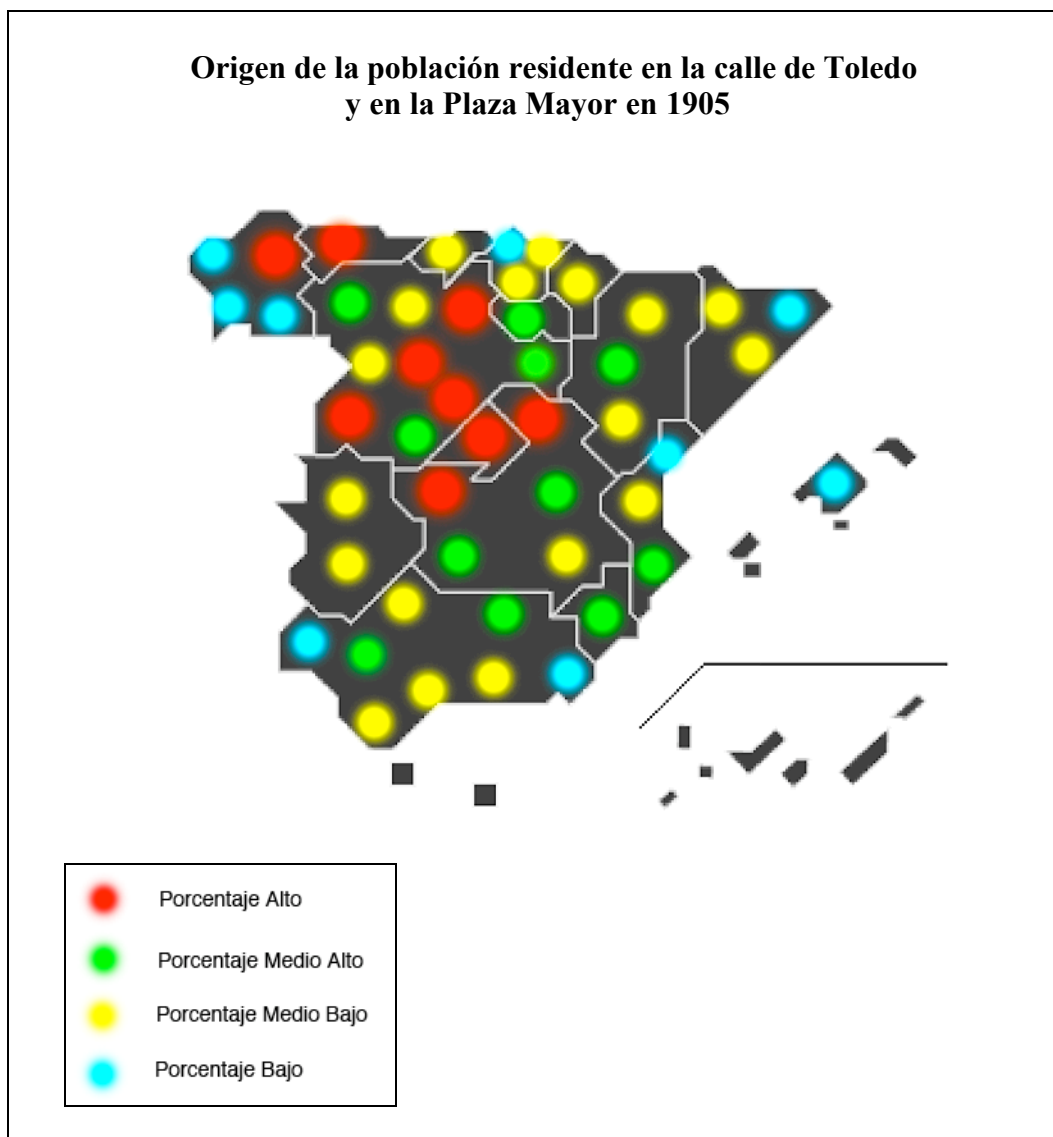 Origen de la población residente en la calle de Toledo
y en la Plaza Mayor en 1905
Porcentaje Alto
Porcentaje Medio Alto
Porcentaje Medio Bajo
Porcentaje Bajo